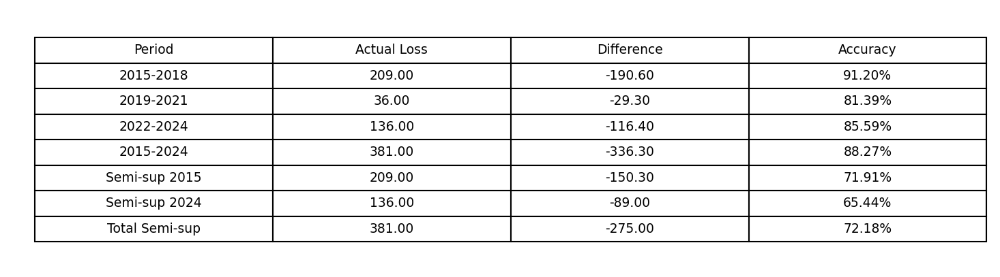 Period Actual Loss Difference Accuracy
2015-2018 209.00 -190.60 91.20%
2019-2021 36.00 -29.30 81.39%
2022-2024 136.00 -116.40 85.59%
2015-2024 381.00 -336.30 88.27%
Semi-sup 2015 209.00 -150.30 71.91%
Semi-sup 2024 136.00 -89.00 65.44%
Total Semi-sup 381.00 -275.00 72.18%